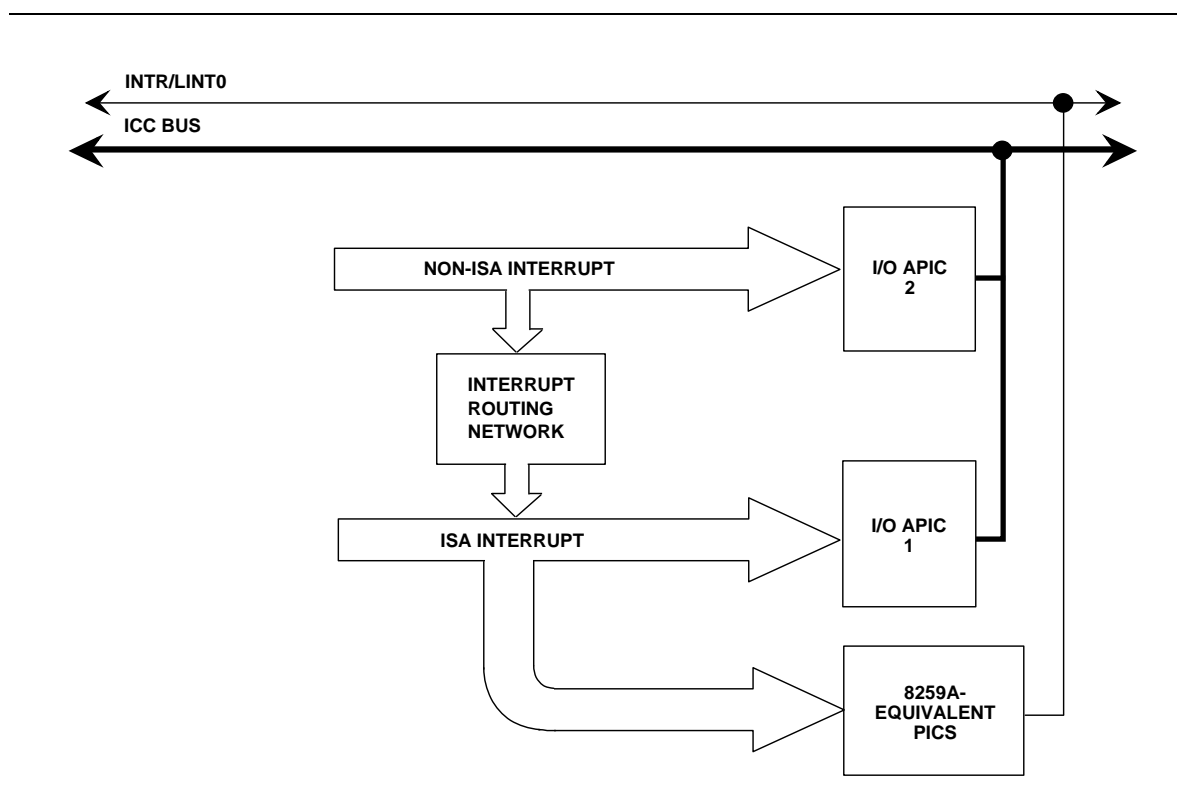 INTR/LINT0
ICC BUS
NON-ISA INTERRUPT
I/O APIC
2
INTERRUPT
ROUTING
NETWORK
ISA INTERRUPT
I/O APIC
1
8259A-
EQUIVALENT
PICS